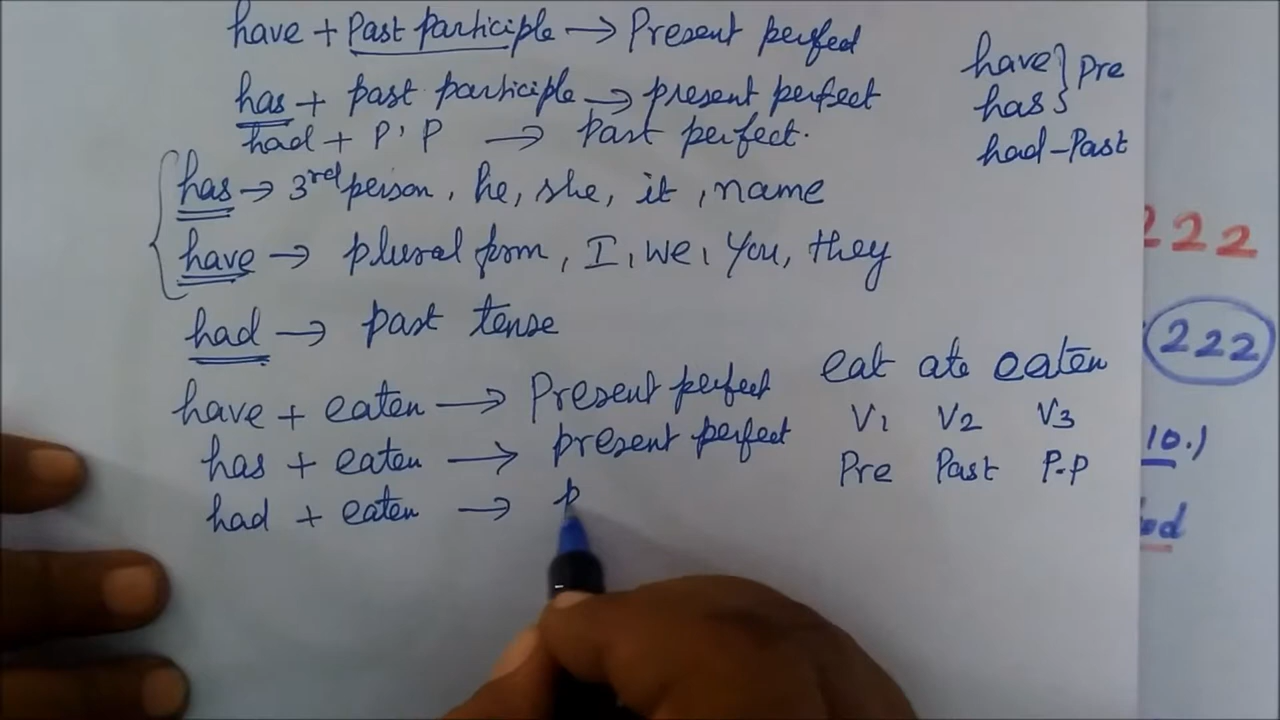 have + Past participle → Present perfect
has + past participle → present perfect
had + P.P → Past perfect.
have } pre
has }
had - Past
has → 3rd person, he, she, it, name
have → plural form, I, we, You, they
had → past tense
have + eaten → Present perfect
has + eaten → present perfect
had + eaten → p
eat ate eaten
V1 V2 V3
Pre Past P.p
222
222
10.)